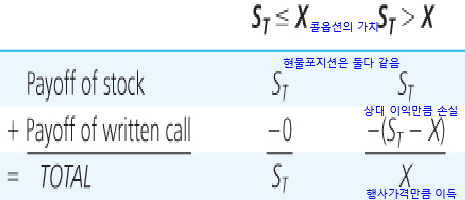 S_T ≤ X 콜옵션의 가치 S_T > X
현물포지션은 둘다 같음
Payoff of stock S_T S_T
상대 이익만큼 손실
+ Payoff of written call −0 −(S_T − X)
= TOTAL S_T X
행사가격만큼 이득